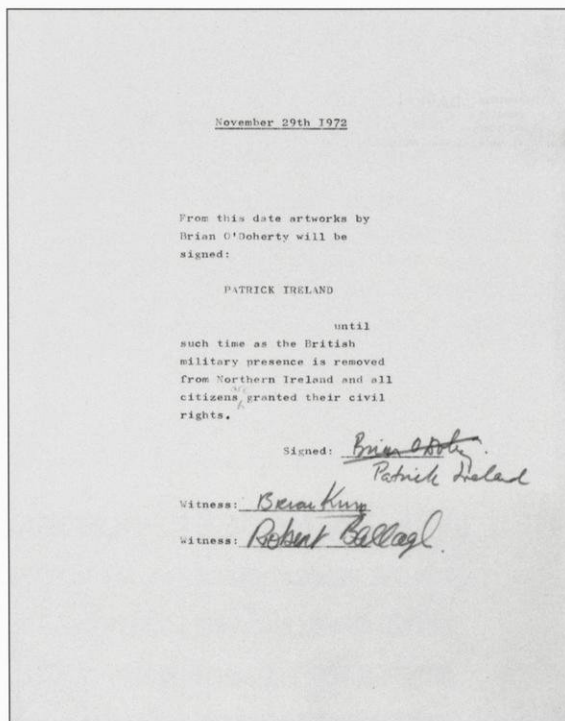 November 29th 1972
From this date artworks by
Brian O'Doherty will be
signed:
PATRICK IRELAND
until
such time as the British
military presence is removed
from Northern Ireland and all
citizens are granted their civil
rights.
Signed: Brian O'Doherty
Patrick Ireland
Witness: Brian King
Witness: Robert Ballagh